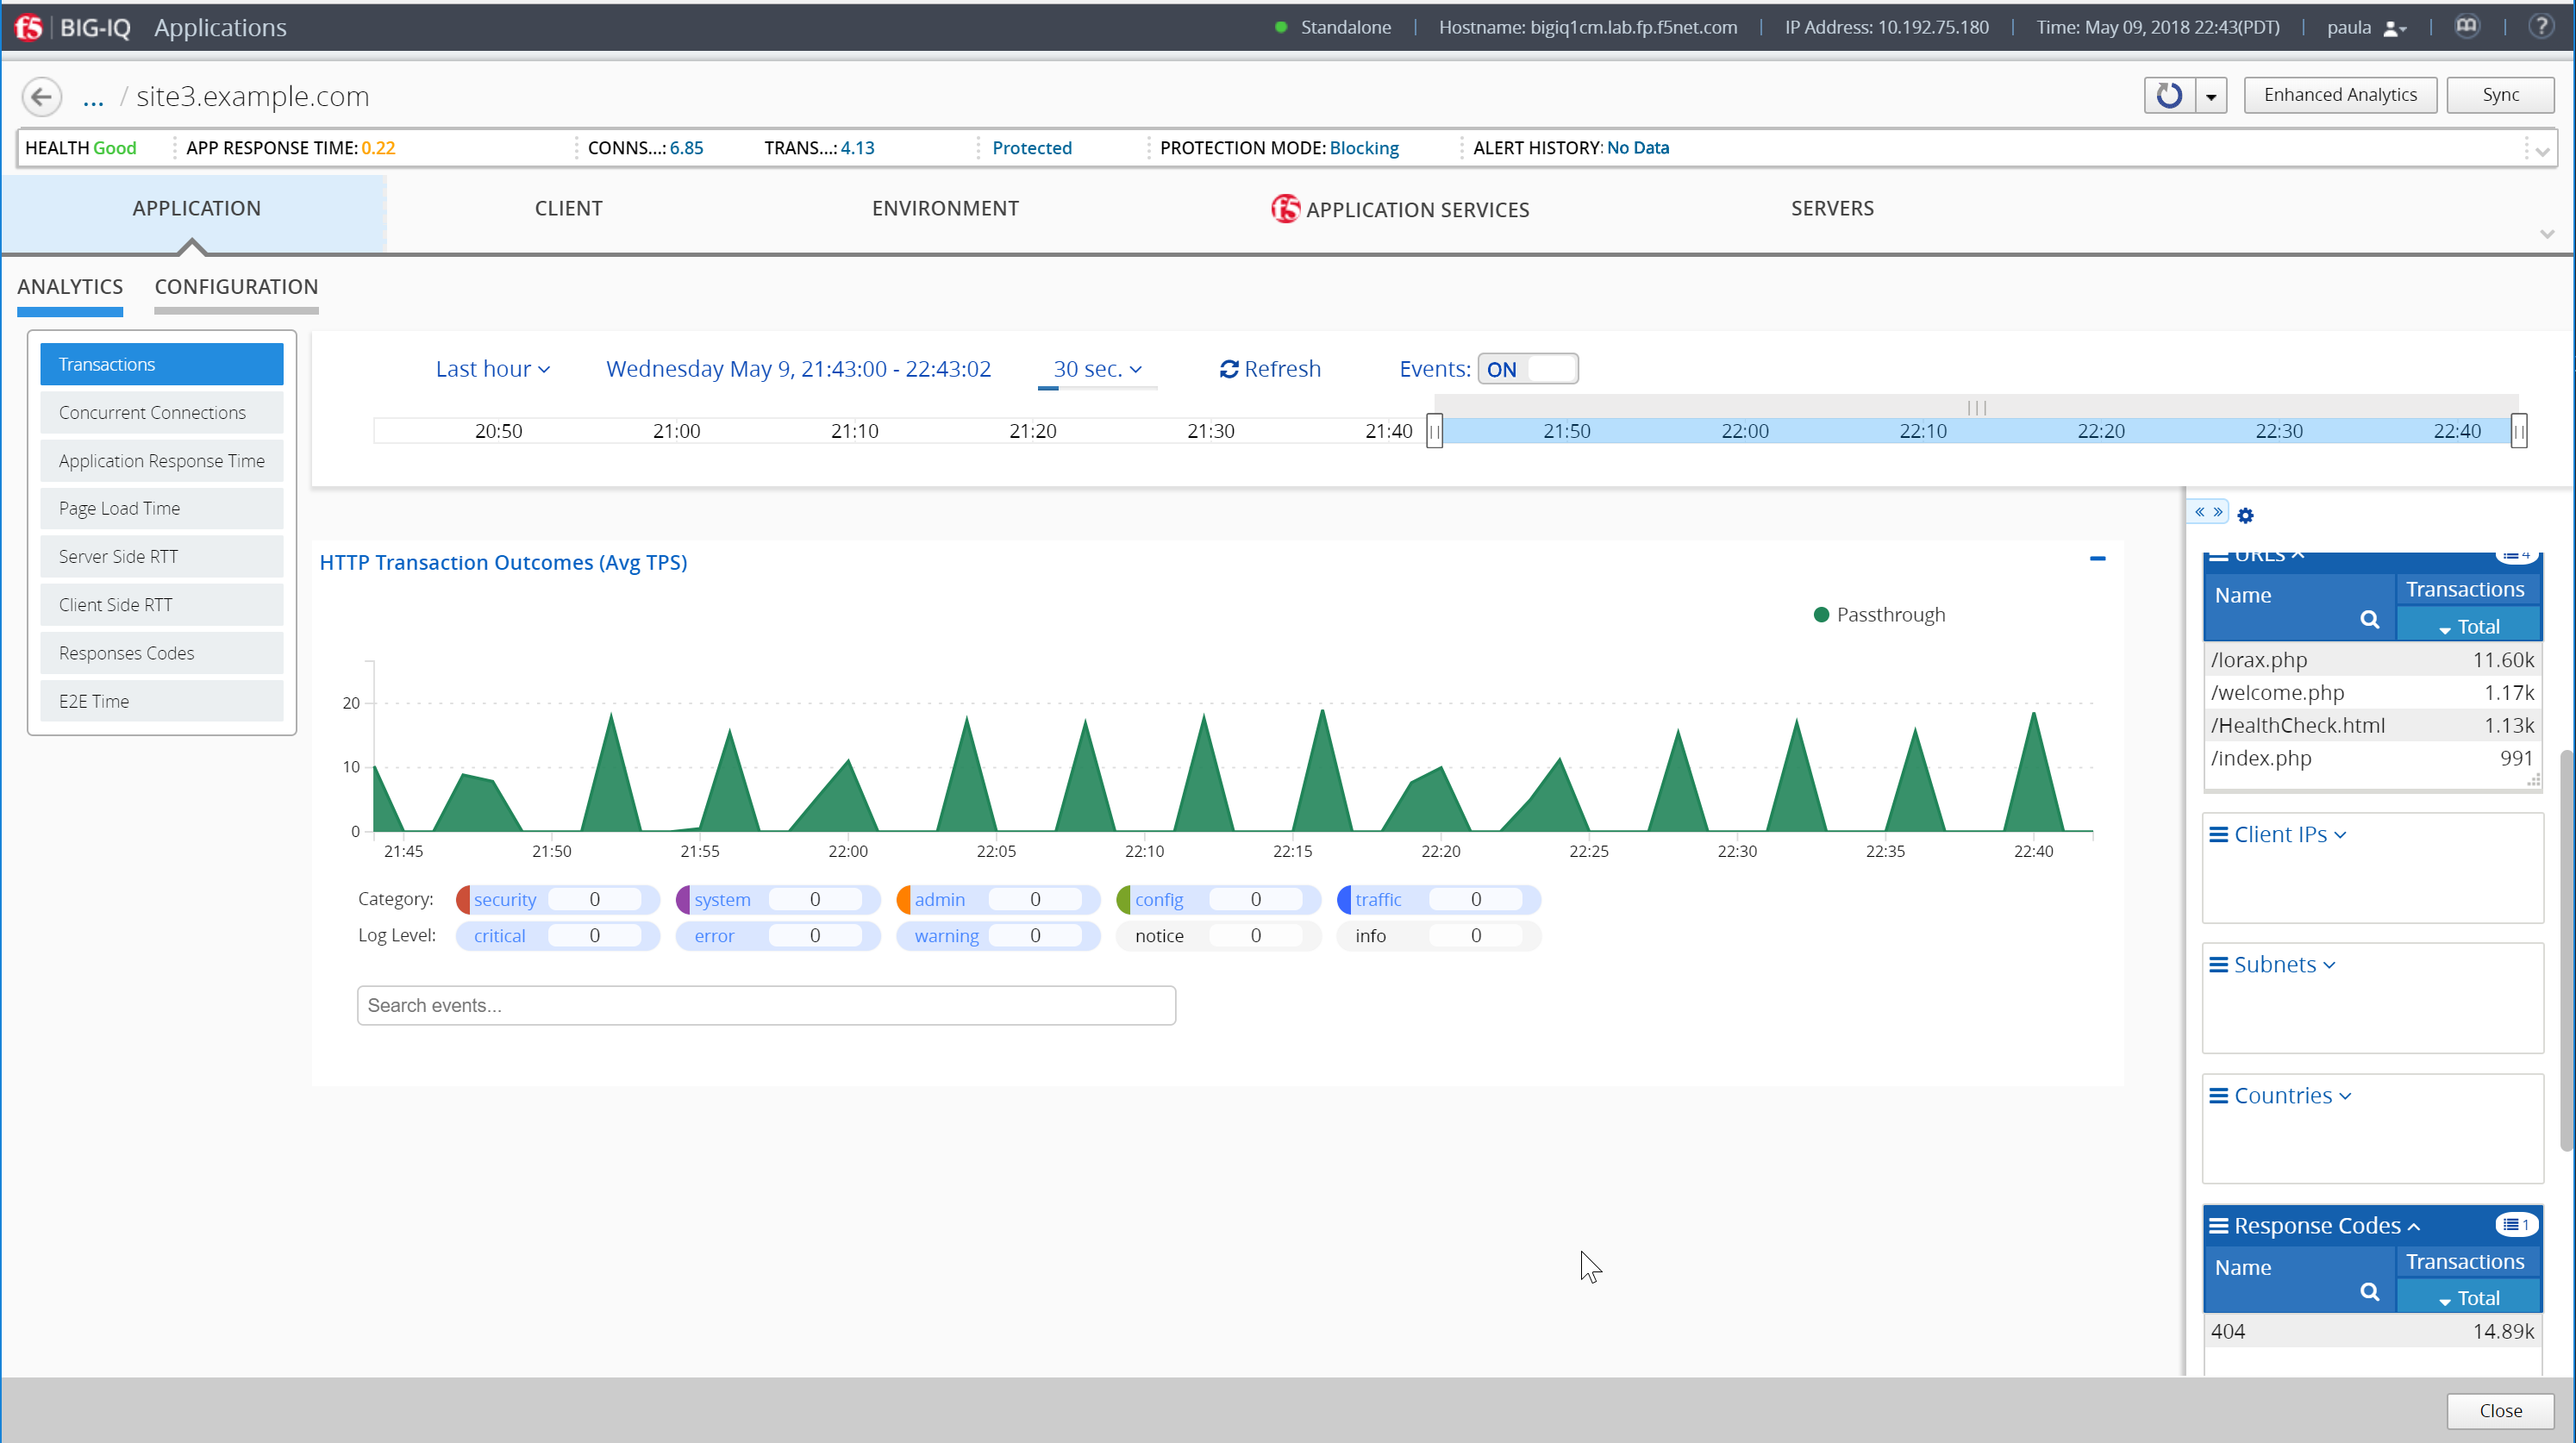 f5 BIG-IQ Applications Standalone Hostname: bigiq1cm.lab.fp.f5net.com IP Address: 10.192.75.180 Time: May 09, 2018 22:43(PDT) paula ?
... / site3.example.com Enhanced Analytics Sync
HEALTH Good APP RESPONSE TIME: 0.22 CONNS...: 6.85 TRANS...: 4.13 Protected PROTECTION MODE: Blocking ALERT HISTORY: No Data
APPLICATION CLIENT ENVIRONMENT f5 APPLICATION SERVICES SERVERS
ANALYTICS CONFIGURATION
Transactions
Concurrent Connections
Application Response Time
Page Load Time
Server Side RTT
Client Side RTT
Responses Codes
E2E Time
Last hour Wednesday May 9, 21:43:00 - 22:43:02 30 sec. Refresh Events: ON
20:50 21:00 21:10 21:20 21:30 21:40 21:50 22:00 22:10 22:20 22:30 22:40
HTTP Transaction Outcomes (Avg TPS)
Passthrough
20
10
0
21:45 21:50 21:55 22:00 22:05 22:10 22:15 22:20 22:25 22:30 22:35 22:40
Category: security 0 system 0 admin 0 config 0 traffic 0
Log Level: critical 0 error 0 warning 0 notice 0 info 0
Search events...
URLs 4
Name Transactions
Total
/lorax.php 11.60k
/welcome.php 1.17k
/HealthCheck.html 1.13k
/index.php 991
Client IPs
Subnets
Countries
Response Codes 1
Name Transactions
Total
404 14.89k
Close